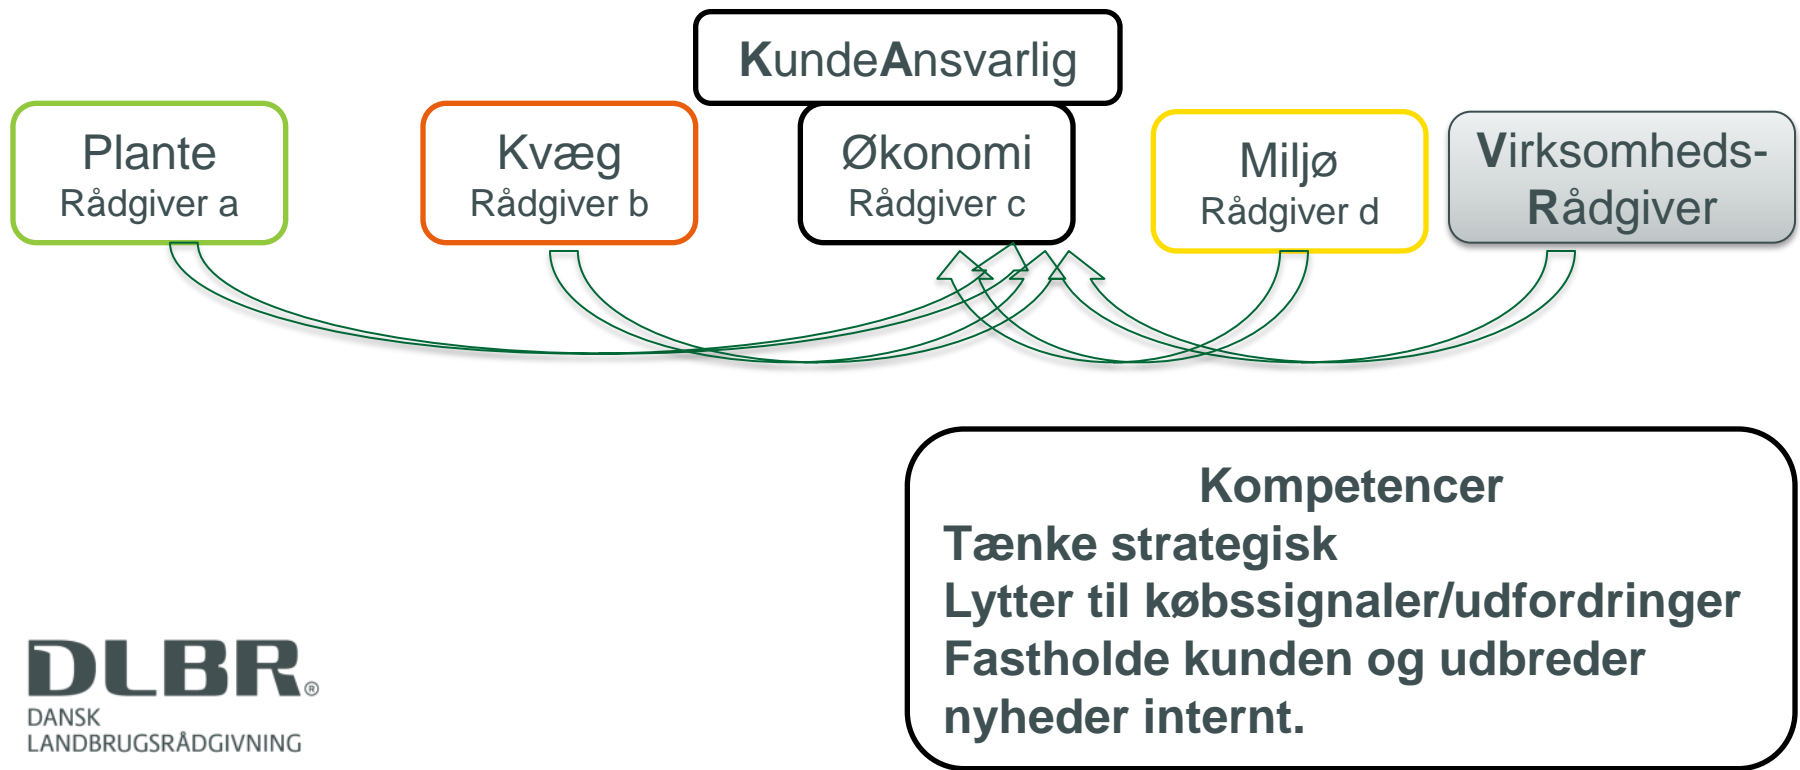 KundeAnsvarlig
Plante
Rådgiver a
Kvæg
Rådgiver b
Økonomi
Rådgiver c
Miljø
Rådgiver d
Virksomheds-
Rådgiver
Kompetencer
Tænke strategisk
Lytter til købssignaler/udfordringer
Fastholde kunden og udbreder
nyheder internt.
DLBR®
DANSK
LANDBRUGSRÅDGIVNING